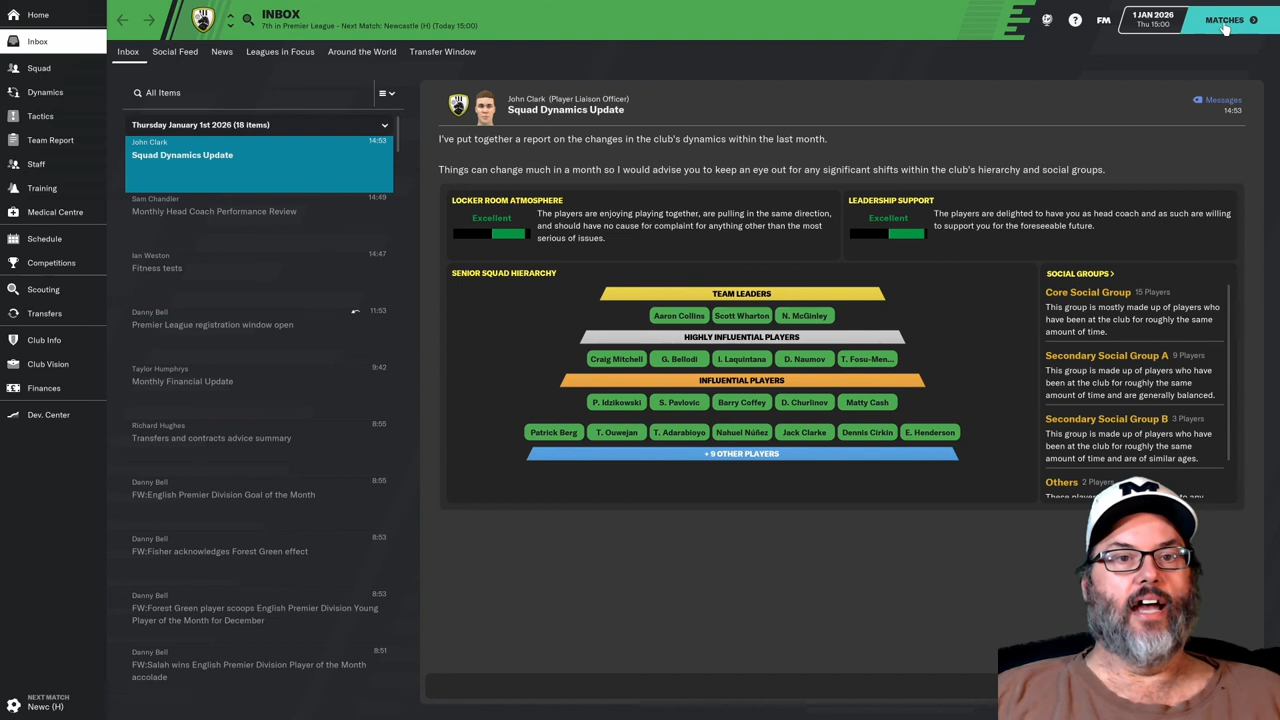 Home
Inbox
Squad
Dynamics
Tactics
Team Report
Staff
Training
Medical Centre
Schedule
Competitions
Scouting
Transfers
Club Info
Club Vision
Finances
Dev. Center
NEXT MATCH
Newc (H)
INBOX
7th in Premier League - Next Match: Newcastle (H) (Today 15:00)
?
FM
1 JAN 2026
Thu 15:00
MATCHES
Inbox
Social Feed
News
Leagues in Focus
Around the World
Transfer Window
All Items
Thursday January 1st 2026 (18 items)
John Clark
14:53
Squad Dynamics Update
Sam Chandler
14:49
Monthly Head Coach Performance Review
Ian Weston
14:47
Fitness tests
Danny Bell
11:53
Premier League registration window open
Taylor Humphrys
9:42
Monthly Financial Update
Richard Hughes
8:55
Transfers and contracts advice summary
Danny Bell
8:55
FW:English Premier Division Goal of the Month
Danny Bell
8:53
FW:Fisher acknowledges Forest Green effect
Danny Bell
8:53
FW:Forest Green player scoops English Premier Division Young
Player of the Month for December
Danny Bell
8:51
FW:Salah wins English Premier Division Player of the Month
accolade
John Clark (Player Liaison Officer)
Squad Dynamics Update
Messages
14:53
I've put together a report on the changes in the club's dynamics within the last month.
Things can change much in a month so I would advise you to keep an eye out for any significant shifts within the club's hierarchy and social groups.
LOCKER ROOM ATMOSPHERE
Excellent
The players are enjoying playing together, are pulling in the same direction,
and should have no cause for complaint for anything other than the most
serious of issues.
LEADERSHIP SUPPORT
Excellent
The players are delighted to have you as head coach and as such are willing
to support you for the foreseeable future.
SENIOR SQUAD HIERARCHY
TEAM LEADERS
Aaron Collins
Scott Wharton
N. McGinley
HIGHLY INFLUENTIAL PLAYERS
Craig Mitchell
G. Bellodi
I. Laquintana
D. Naumov
T. Fosu-Men...
INFLUENTIAL PLAYERS
P. Idzikowski
S. Pavlovic
Barry Coffey
D. Churlinov
Matty Cash
Patrick Berg
T. Ouwejan
T. Adarabioyo
Nahuel Núñez
Jack Clarke
Dennis Cirkin
E. Henderson
+ 9 OTHER PLAYERS
SOCIAL GROUPS >
Core Social Group 15 Players
This group is mostly made up of players who
have been at the club for roughly the same
amount of time.
Secondary Social Group A 9 Players
This group is made up of players who have
been at the club for roughly the same
amount of time and are generally balanced.
Secondary Social Group B 3 Players
This group is made up of players who
have been at the club for roughly the same
amount of time and are of similar ages.
Others 2 Players